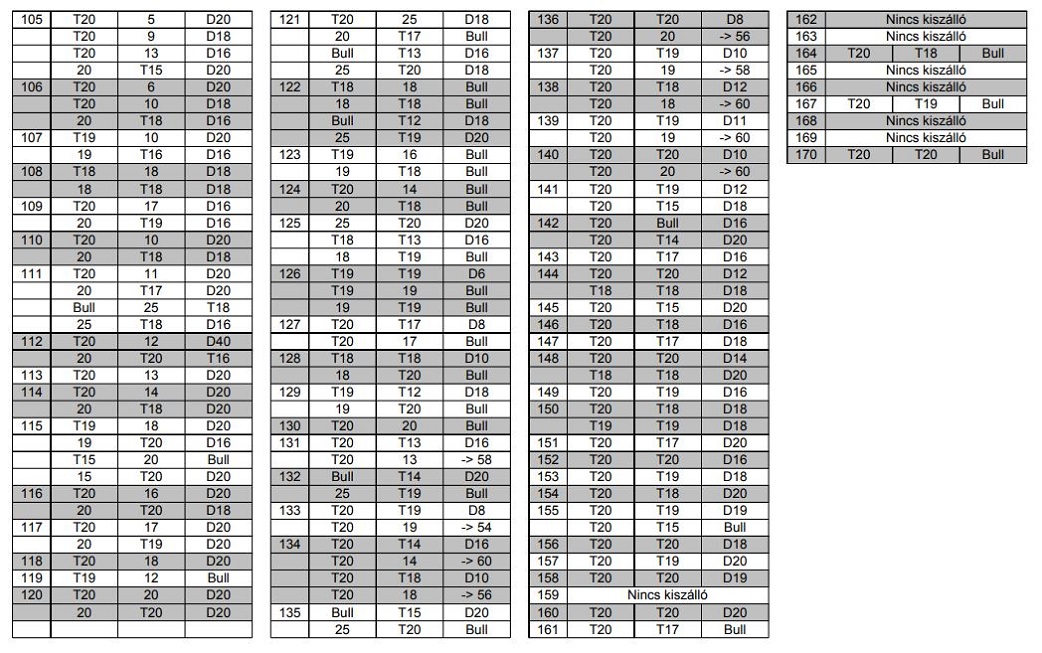 105 T20 5 D20
T20 9 D18
T20 13 D16
20 T15 D20
106 T20 6 D20
T20 10 D18
20 T18 D16
107 T19 10 D20
19 T16 D16
108 T18 18 D18
18 T18 D18
109 T20 17 D16
20 T19 D16
110 T20 10 D20
20 T18 D18
111 T20 11 D20
20 T17 D20
Bull 25 T18
25 T18 D16
112 T20 12 D40
20 T20 T16
113 T20 13 D20
114 T20 14 D20
20 T18 D20
115 T19 18 D20
19 T20 D16
T15 20 Bull
15 T20 D20
116 T20 16 D20
20 T20 D18
117 T20 17 D20
20 T19 D20
118 T20 18 D20
119 T19 12 Bull
120 T20 20 D20
20 T20 D20
121 T20 25 D18
20 T17 Bull
Bull T13 D16
25 T20 D18
122 T18 18 Bull
18 T18 Bull
Bull T12 D18
25 T19 D20
123 T19 16 Bull
19 T18 Bull
124 T20 14 Bull
20 T18 Bull
125 25 T20 D20
T18 T13 D16
18 T19 Bull
126 T19 T19 D6
T19 19 Bull
19 T19 Bull
127 T20 T17 D8
T20 17 Bull
128 T18 T18 D10
18 T20 Bull
129 T19 T12 D18
19 T20 Bull
130 T20 20 Bull
131 T20 T13 D16
T20 13 -> 58
132 Bull T14 D20
25 T19 Bull
133 T20 T19 D8
T20 19 -> 54
134 T20 T14 D16
T20 14 -> 60
T20 T18 D10
T20 18 -> 56
135 Bull T15 D20
25 T20 Bull
136 T20 T20 D8
T20 20 -> 56
137 T20 T19 D10
T20 19 -> 58
138 T20 T18 D12
T20 18 -> 60
139 T20 T19 D11
T20 19 -> 60
140 T20 T20 D10
T20 20 -> 60
141 T20 T19 D12
T20 T15 D18
142 T20 Bull D16
T20 T14 D20
143 T20 T17 D16
144 T20 T20 D12
T18 T18 D18
145 T20 T15 D20
146 T20 T18 D16
147 T20 T17 D18
148 T20 T20 D14
T18 T18 D20
149 T20 T19 D16
150 T20 T18 D18
T19 T19 D18
151 T20 T17 D20
152 T20 T20 D16
153 T20 T19 D18
154 T20 T18 D20
155 T20 T19 D19
T20 T15 Bull
156 T20 T20 D18
157 T20 T19 D20
158 T20 T20 D19
159 Nincs kiszálló
160 T20 T20 D20
161 T20 T17 Bull
162 Nincs kiszálló
163 Nincs kiszálló
164 T20 T18 Bull
165 Nincs kiszálló
166 Nincs kiszálló
167 T20 T19 Bull
168 Nincs kiszálló
169 Nincs kiszálló
170 T20 T20 Bull